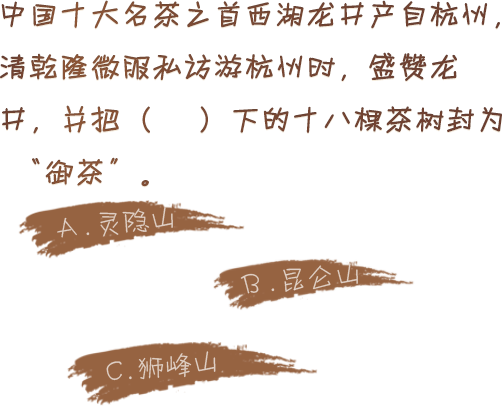 中国十大名茶之首西湖龙井产自杭州，
清乾隆微服私访游杭州时，盛赞龙
井，并把（　）下的十八棵茶树封为
“御茶”。
A.灵隐山
B.昆仑山
C.狮峰山